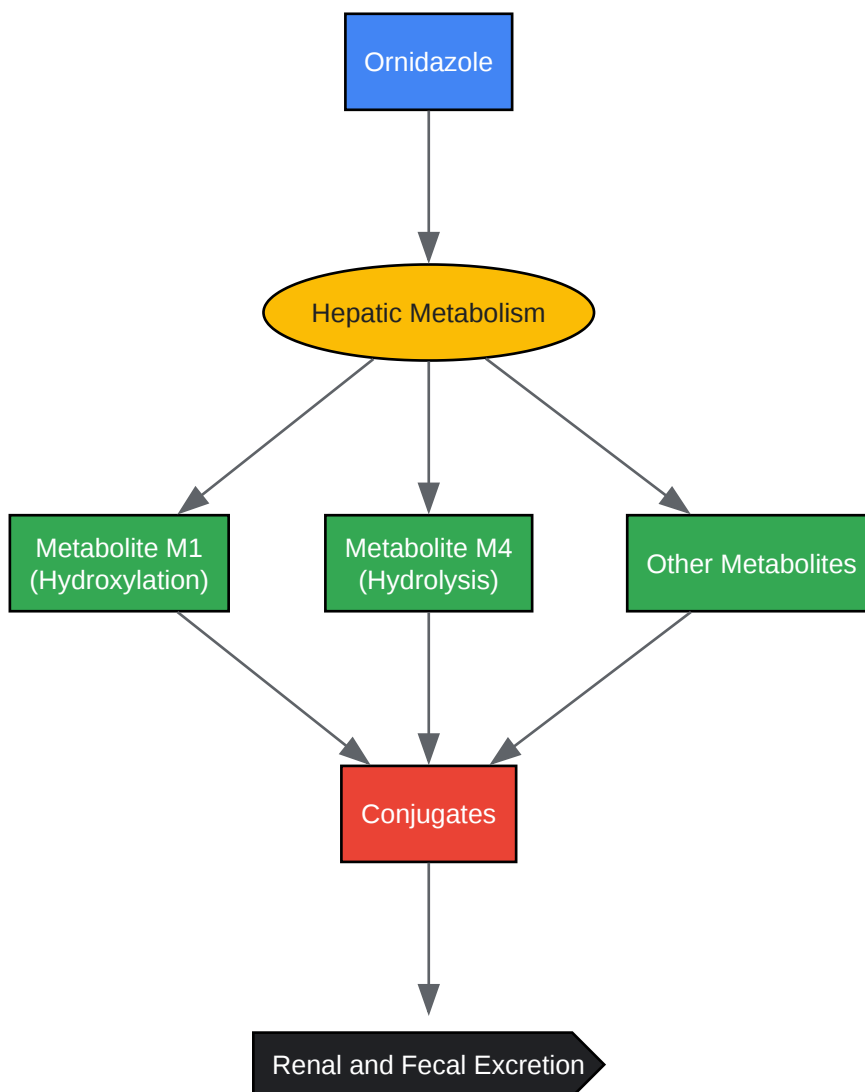 Ornidazole
Hepatic Metabolism
Metabolite M1
(Hydroxylation)
Metabolite M4
(Hydrolysis)
Other Metabolites
Conjugates
Renal and Fecal Excretion